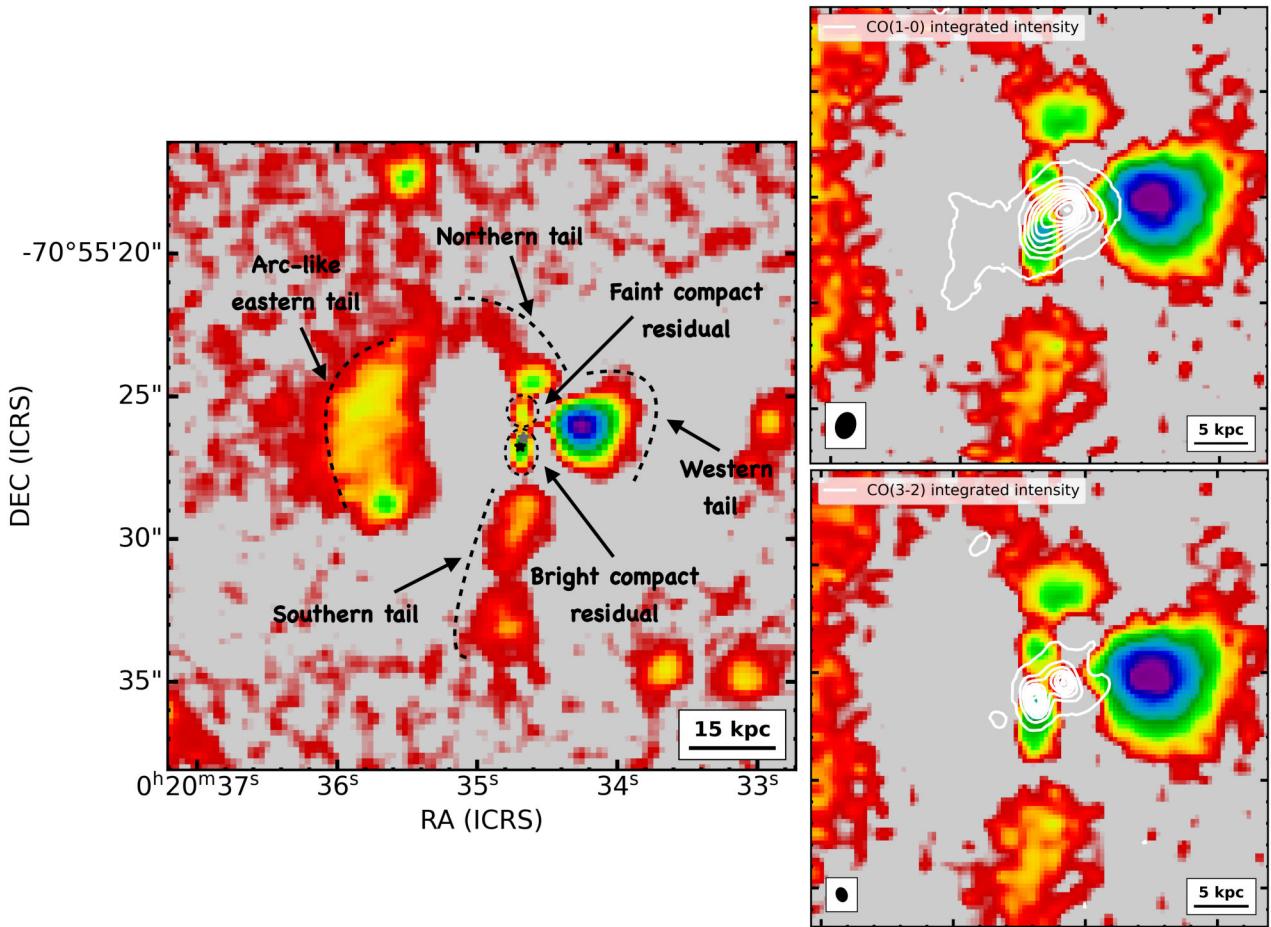 CO(1-0) integrated intensity
5 kpc
-70°55'20"
25"
30"
35"
DEC (ICRS)
Northern tail
Arc-like
eastern tail
Faint compact
residual
Western
tail
Southern tail
Bright compact
residual
15 kpc
0ʰ20ᵐ37ˢ
36ˢ
35ˢ
34ˢ
33ˢ
RA (ICRS)
CO(3-2) integrated intensity
5 kpc